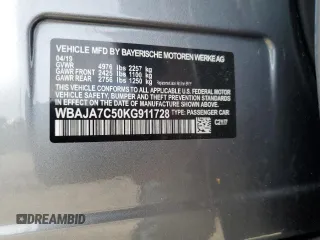 VEHICLE MFD BY BAYERISCHE MOTOREN WERKE AG
04/19
GVWR 4976 lbs 2257 kg
GAWR FRONT 2425 lbs 1100 kg
GAWR REAR 2756 lbs 1250 kg
THIS VEHICLE CONFORMS TO ALL APPLICABLE
U.S. FEDERAL MOTOR VEHICLE SAFETY, BUMPER,
AND THEFT PREVENTION STANDARDS IN EFFECT ON THE
DATE OF MANUFACTURE SHOWN ABOVE.
WBAJA7C50KG911728 TYPE: PASSENGER CAR
C2Y/7
DREAMBID